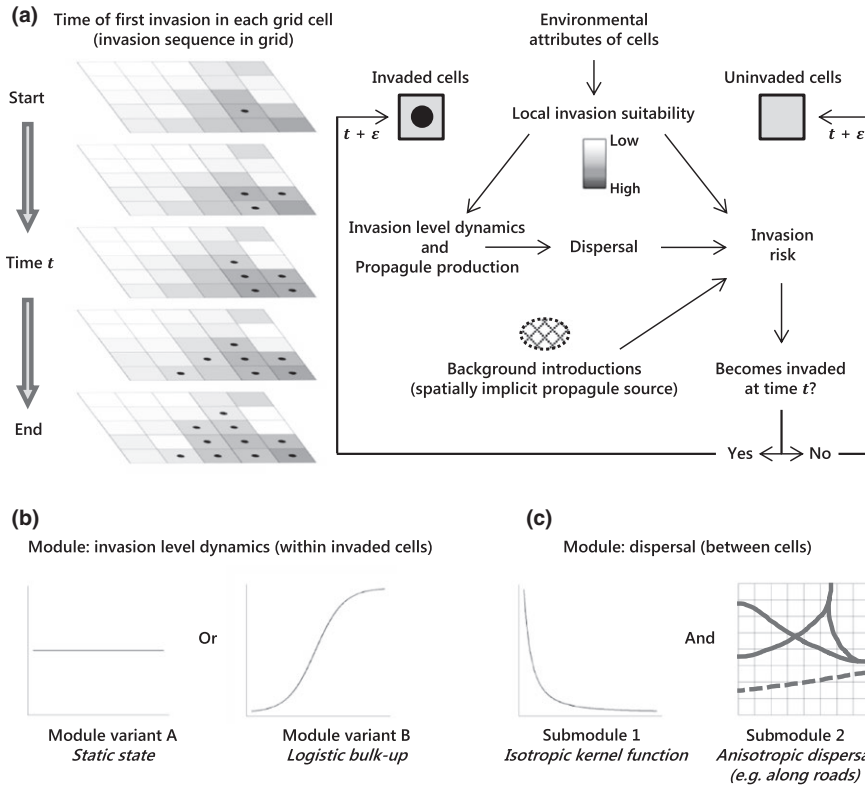 (a)
Time of first invasion in each grid cell
(invasion sequence in grid)
Start
Time t
End
Environmental
attributes of cells
Invaded cells
Uninvaded cells
t + ε
t + ε
Local invasion suitability
Low
High
Invasion level dynamics
and
Propagule production
Dispersal
Invasion
risk
Background introductions
(spatially implicit propagule source)
Becomes invaded
at time t?
Yes
No
(b)
Module: invasion level dynamics (within invaded cells)
Or
Module variant A
Static state
Module variant B
Logistic bulk-up
(c)
Module: dispersal (between cells)
And
Submodule 1
Isotropic kernel function
Submodule 2
Anisotropic dispersa
(e.g. along roads)